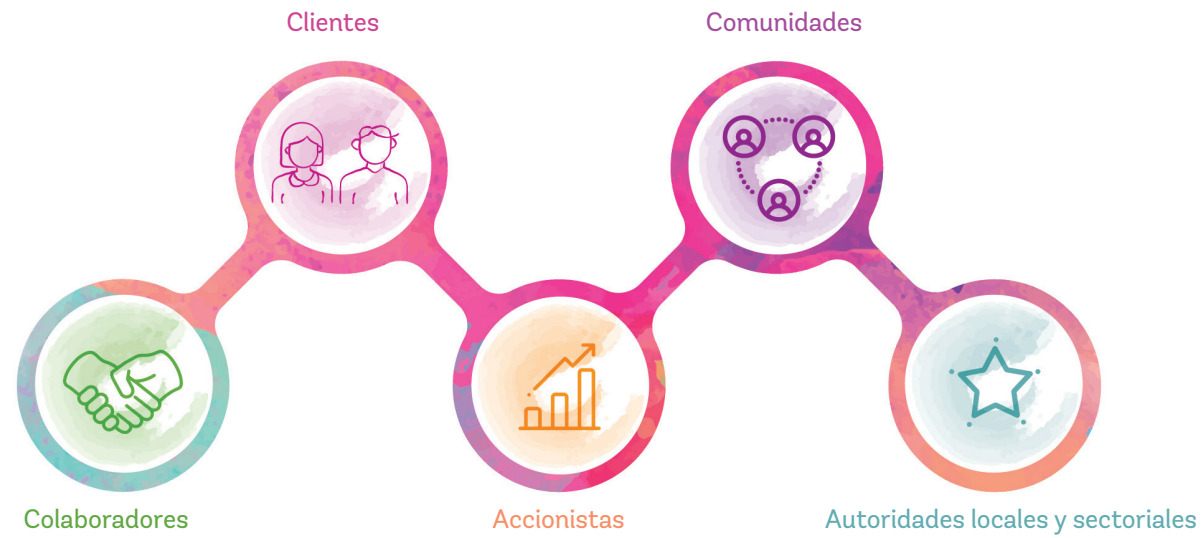 Clientes
Comunidades
Colaboradores
Accionistas
Autoridades locales y sectoriales